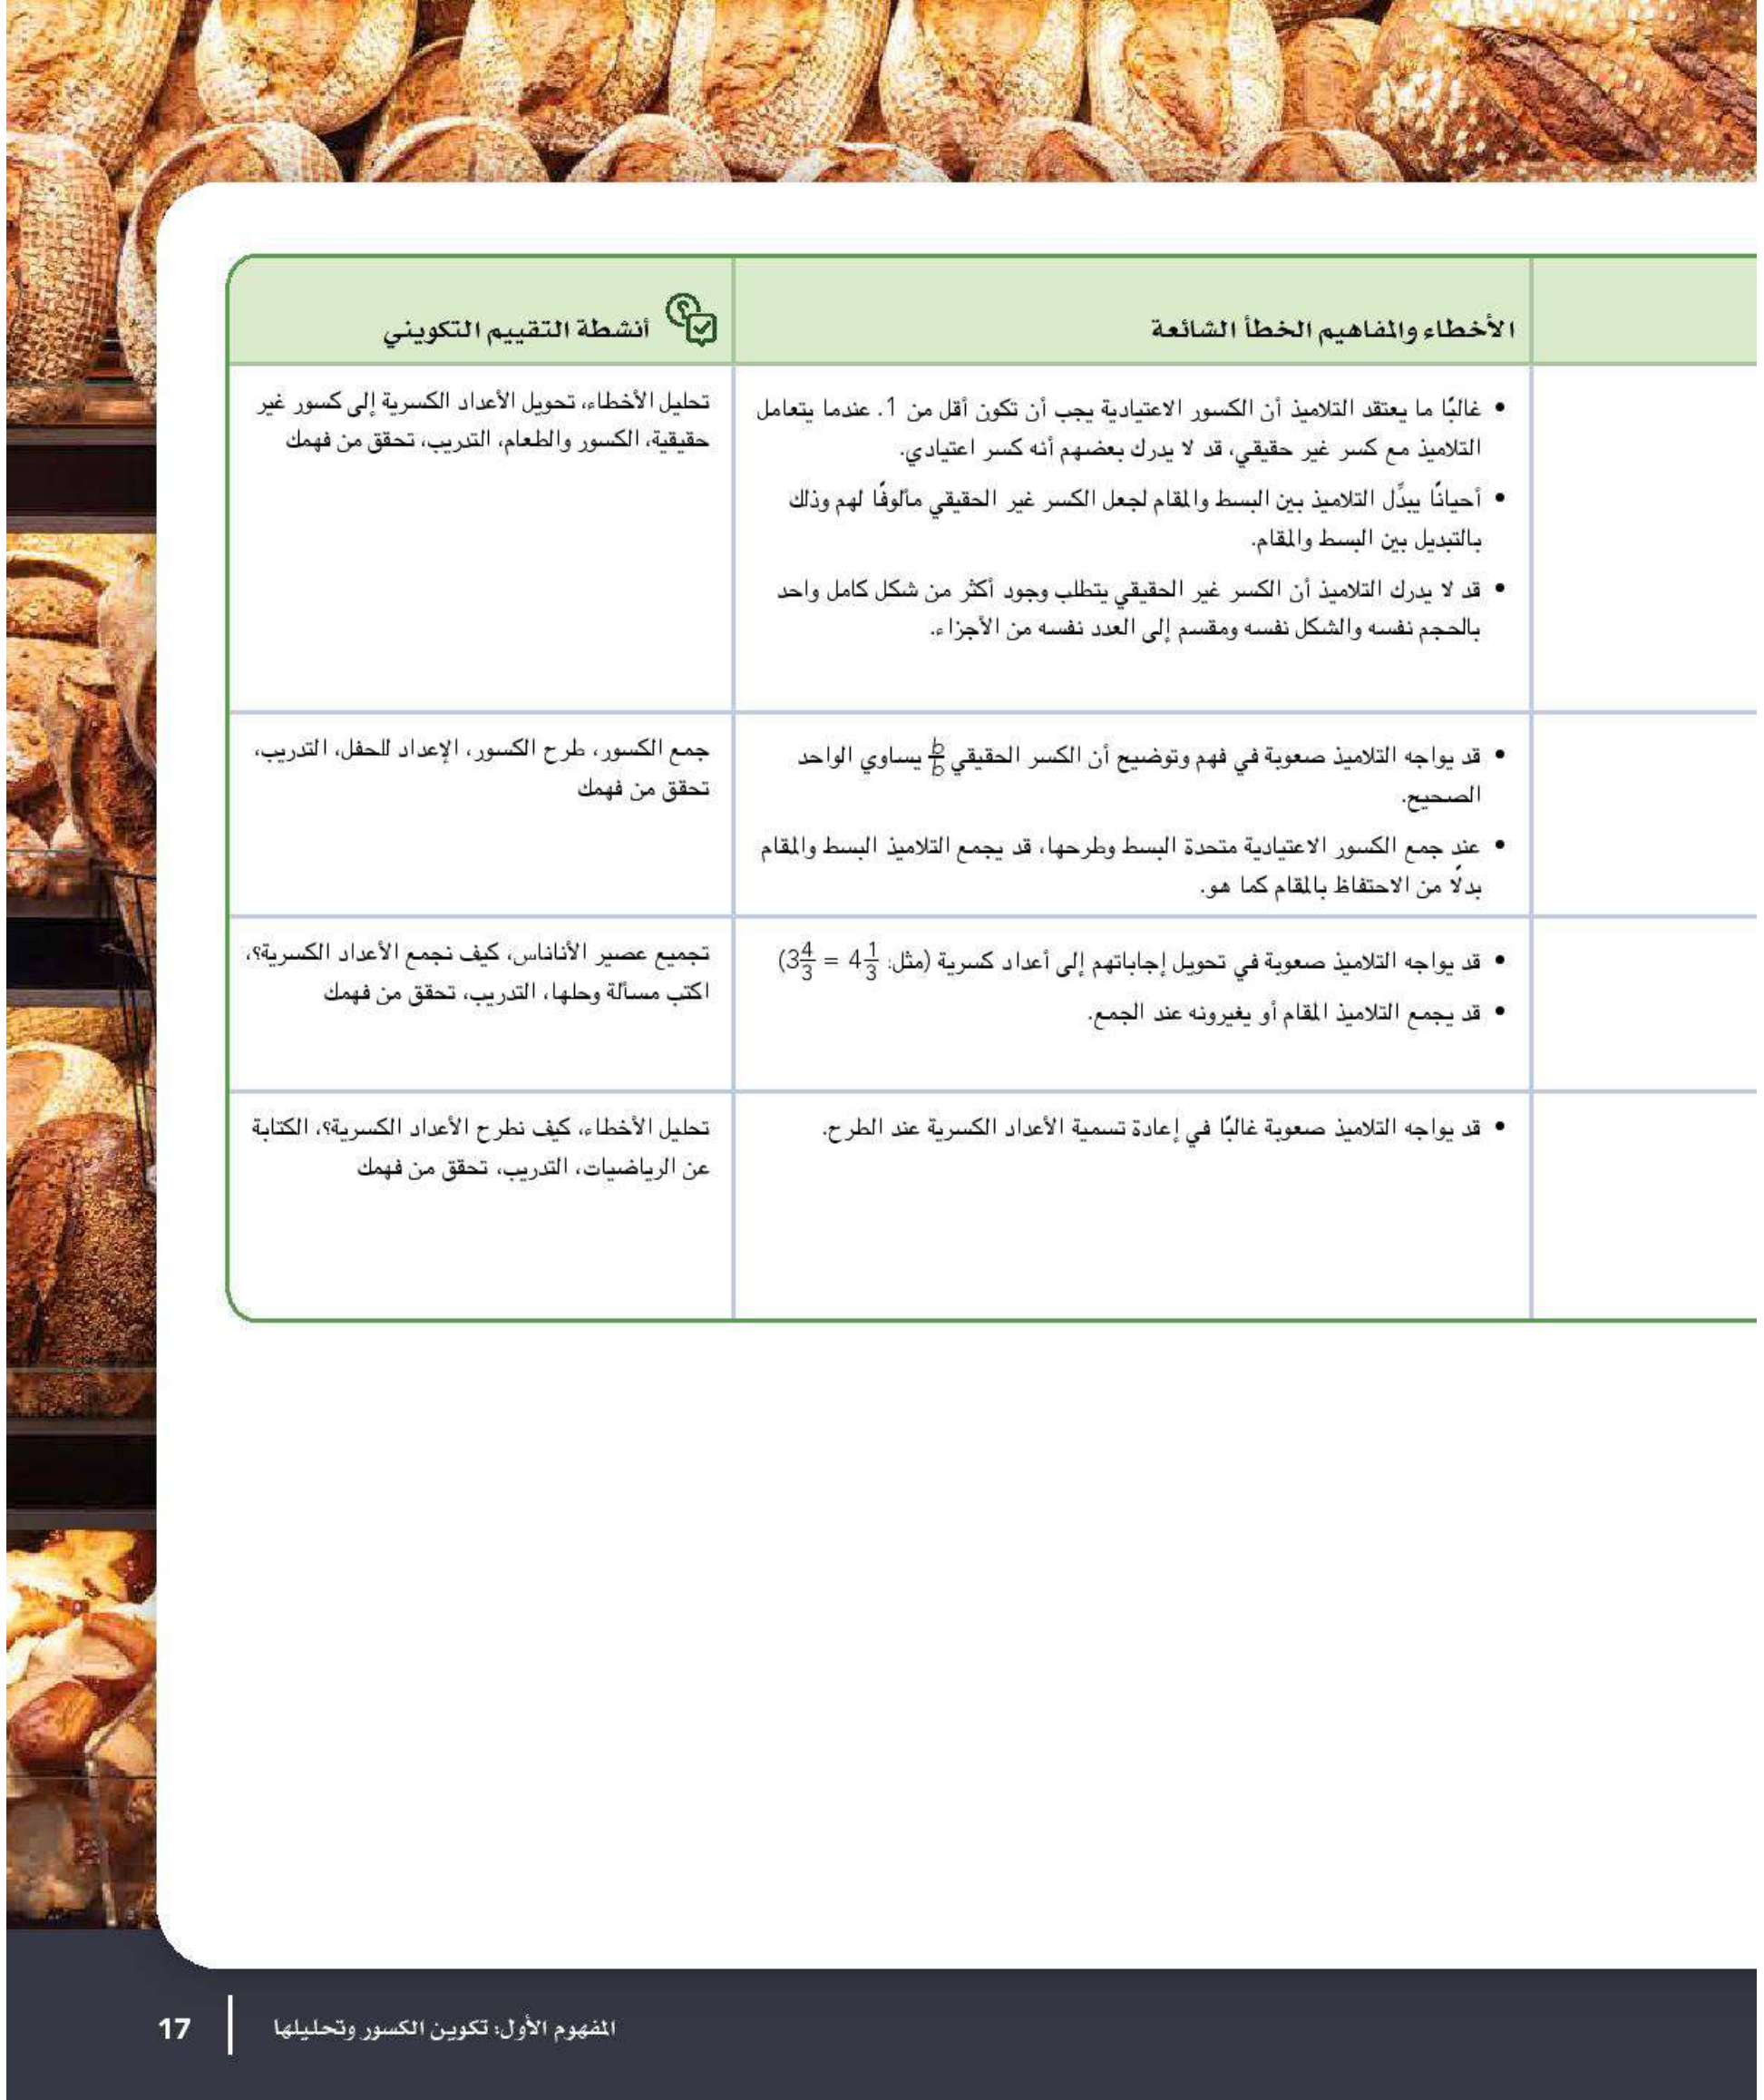 الأخطاء والمفاهيم الخطأ الشائعة
أنشطة التقييم التكويني
• غالبًا ما يعتقد التلاميذ أن الكسور الاعتيادية يجب أن تكون أقل من 1. عندما يتعامل
التلاميذ مع كسر غير حقيقي، قد لا يدرك بعضهم أنه كسر اعتيادي.
• أحيانًا يبدِّل التلاميذ بين البسط والمقام لجعل الكسر غير الحقيقي مألوفًا لهم وذلك
بالتبديل بين البسط والمقام.
• قد لا يدرك التلاميذ أن الكسر غير الحقيقي يتطلب وجود أكثر من شكل كامل واحد
بالحجم نفسه والشكل نفسه ومقسم إلى العدد نفسه من الأجزاء.
تحليل الأخطاء، تحويل الأعداد الكسرية إلى كسور غير
حقيقية، الكسور والطعام، التدريب، تحقق من فهمك
• قد يواجه التلاميذ صعوبة في فهم وتوضيح أن الكسر الحقيقي b/b يساوي الواحد
الصحيح.
• عند جمع الكسور الاعتيادية متحدة البسط وطرحها، قد يجمع التلاميذ البسط والمقام
بدلًا من الاحتفاظ بالمقام كما هو.
جمع الكسور، طرح الكسور، الإعداد للحفل، التدريب،
تحقق من فهمك
• قد يواجه التلاميذ صعوبة في تحويل إجاباتهم إلى أعداد كسرية (مثل: 3 4/3 = 4 1/3)
• قد يجمع التلاميذ المقام أو يغيرونه عند الجمع.
تجميع عصير الأناناس، كيف نجمع الأعداد الكسرية؟،
اكتب مسألة وحلها، التدريب، تحقق من فهمك
• قد يواجه التلاميذ صعوبة غالبًا في إعادة تسمية الأعداد الكسرية عند الطرح.
تحليل الأخطاء، كيف نطرح الأعداد الكسرية؟، الكتابة
عن الرياضيات، التدريب، تحقق من فهمك
المفهوم الأول: تكوين الكسور وتحليلها
17